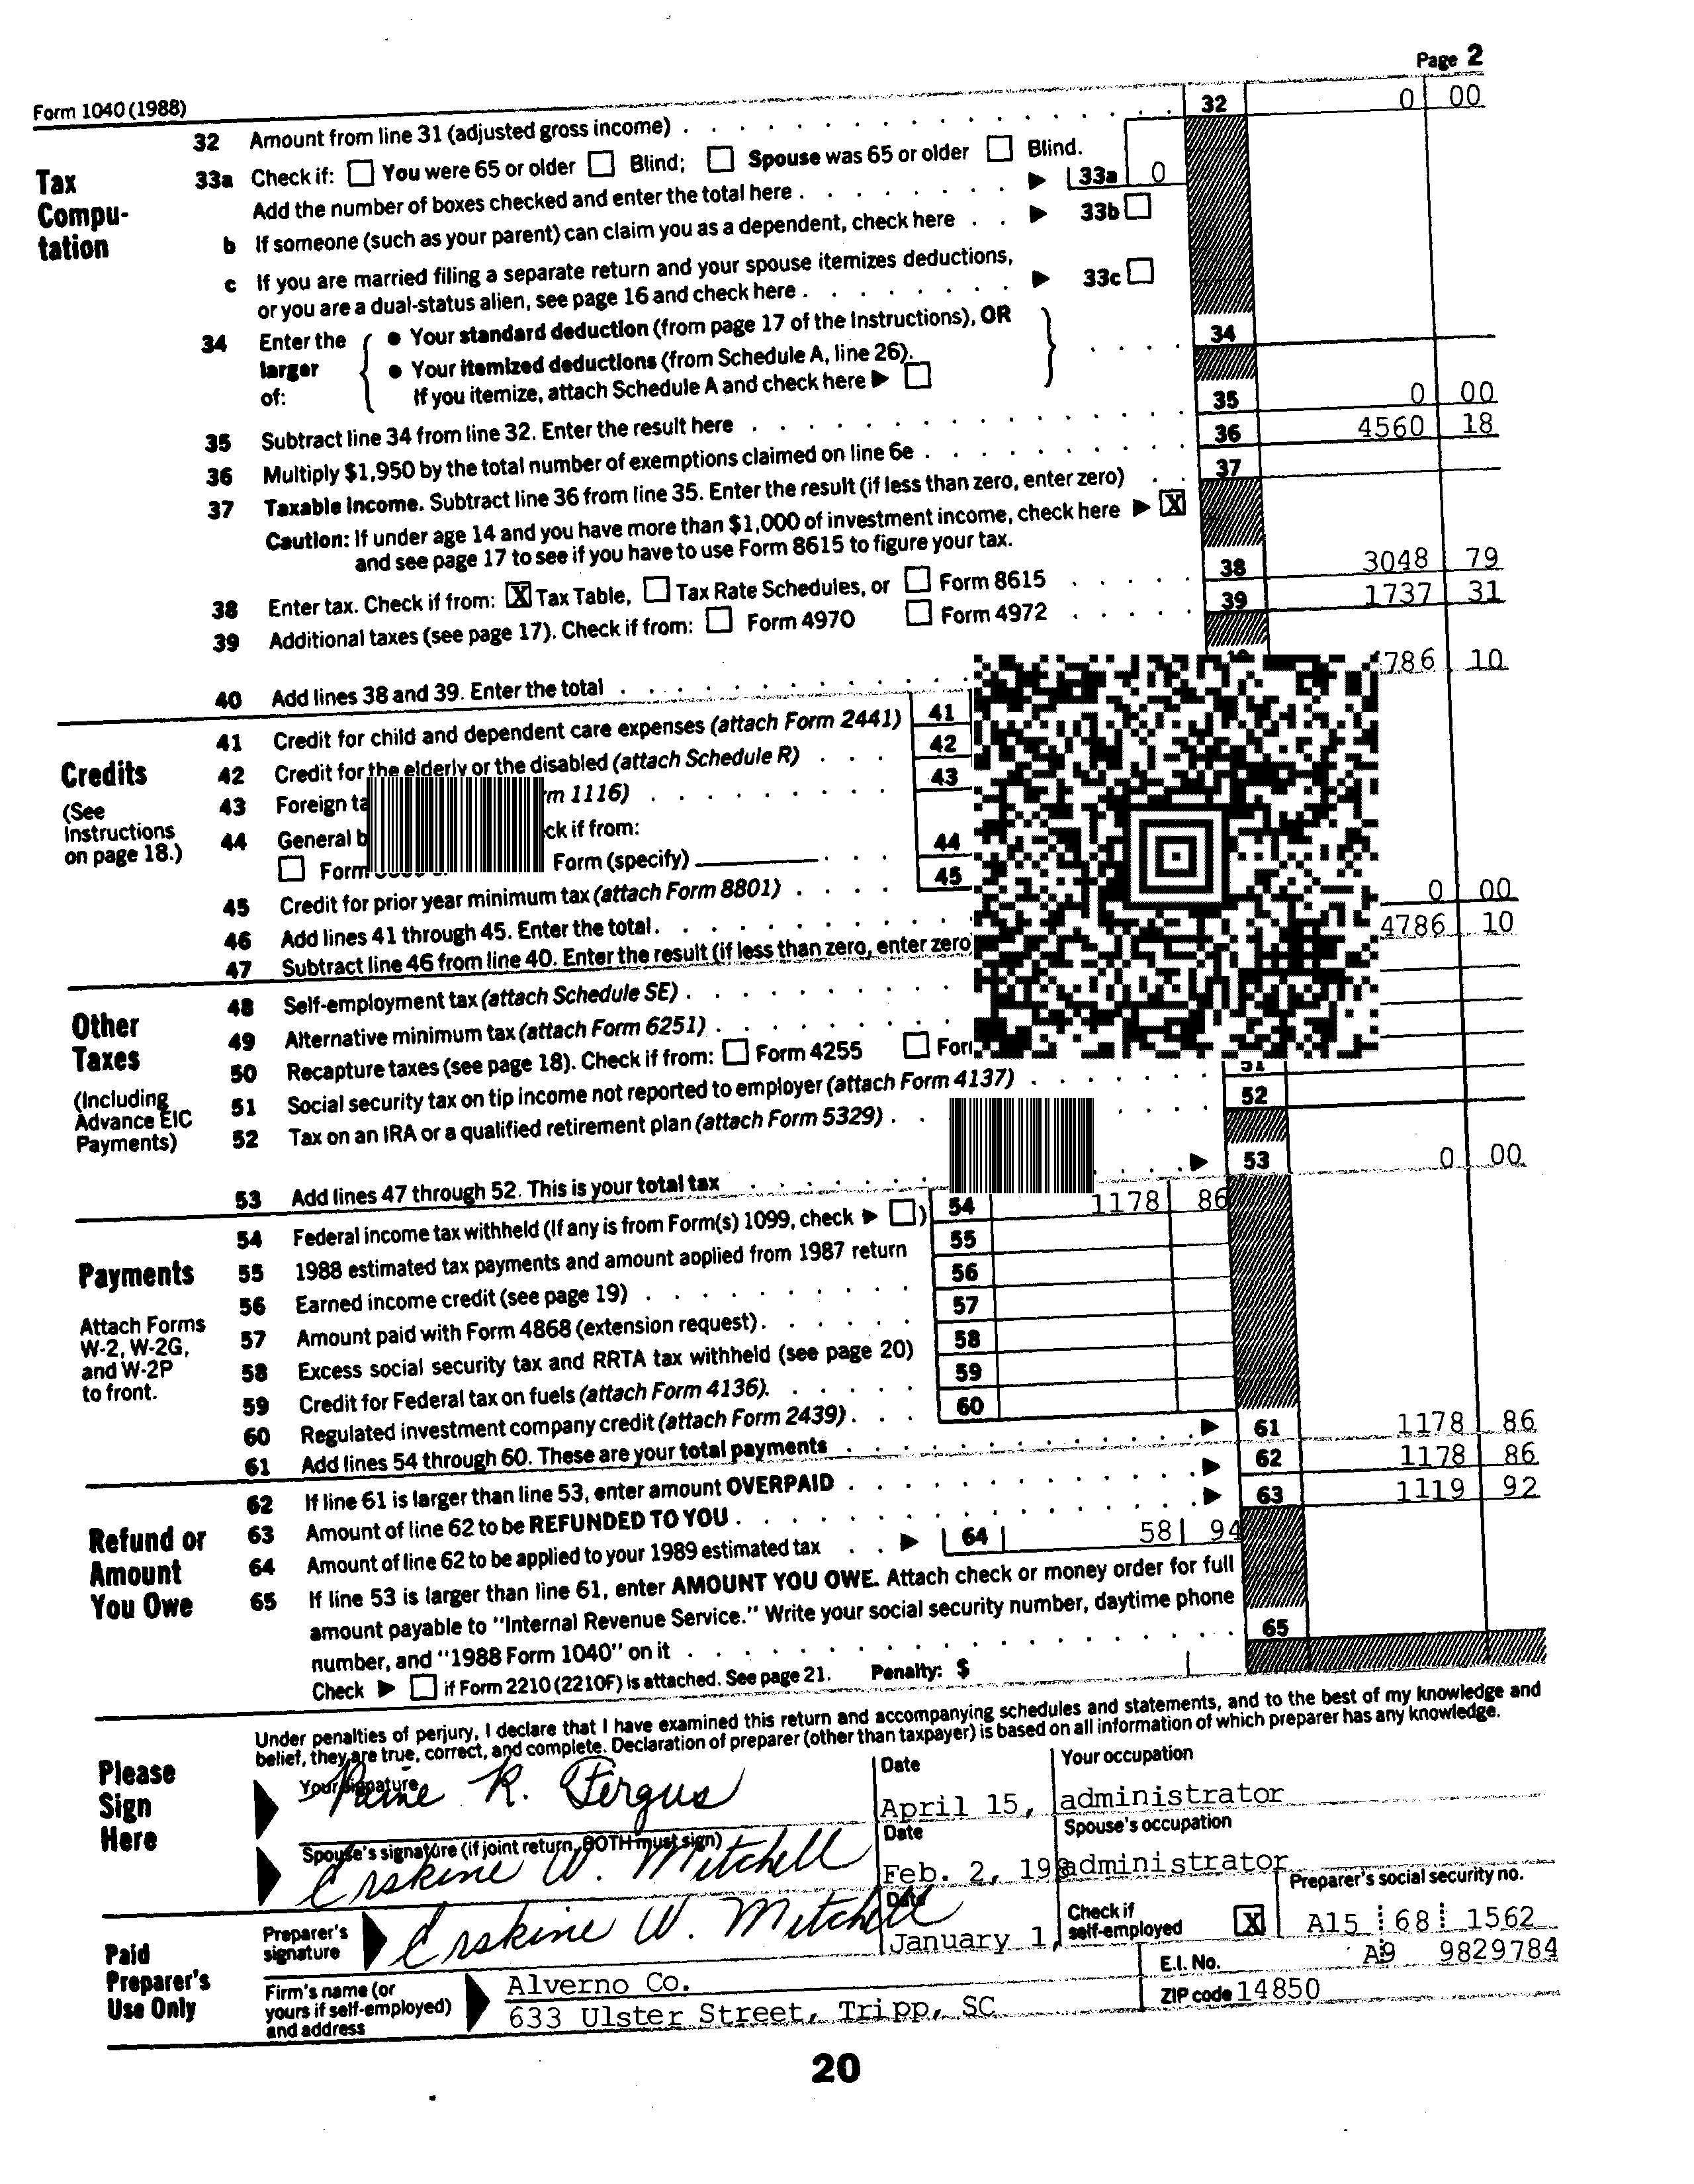 Page 2
Form 1040 (1988)
32 Amount from line 31 (adjusted gross income) 32 0 00
Tax Compu-tation
33a Check if: You were 65 or older Blind; Spouse was 65 or older Blind.
Add the number of boxes checked and enter the total here 33a 0
b If someone (such as your parent) can claim you as a dependent, check here 33b
c If you are married filing a separate return and your spouse itemizes deductions,
or you are a dual-status alien, see page 16 and check here 33c
34 Enter the larger of: • Your standard deduction (from page 17 of the Instructions), OR 34
• Your itemized deductions (from Schedule A, line 26).
If you itemize, attach Schedule A and check here
35 Subtract line 34 from line 32. Enter the result here 35 0 00
36 Multiply $1,950 by the total number of exemptions claimed on line 6e 36 4560 18
37 Taxable income. Subtract line 36 from line 35. Enter the result (if less than zero, enter zero) 37
Caution: If under age 14 and you have more than $1,000 of investment income, check here X
and see page 17 to see if you have to use Form 8615 to figure your tax.
38 Enter tax. Check if from: X Tax Table, Tax Rate Schedules, or Form 8615 38 3048 79
39 Additional taxes (see page 17). Check if from: Form 4970 Form 4972 39 1737 31
40 Add lines 38 and 39. Enter the total 786 10
Credits
(See Instructions on page 18.)
41 Credit for child and dependent care expenses (attach Form 2441) 41
42 Credit for the elderly or the disabled (attach Schedule R) 42
43 Foreign 1116) 43
44 General if from: 44
Form Form (specify)
45 Credit for prior year minimum tax (attach Form 8801) 45
46 Add lines 41 through 45. Enter the total. 0 00
47 Subtract line 46 from line 40. Enter the result (if less than zero, enter zero 4786 10
Other Taxes
(Including Advance EIC Payments)
48 Self-employment tax (attach Schedule SE)
49 Alternative minimum tax (attach Form 6251)
50 Recapture taxes (see page 18). Check if from: Form 4255
51 Social security tax on tip income not reported to employer (attach Form 4137) 51
52 Tax on an IRA or a qualified retirement plan (attach Form 5329) 52
53 Add lines 47 through 52. This is your total tax 53 0 00
Payments
Attach Forms W-2, W-2G, and W-2P to front.
54 Federal income tax withheld (If any is from Form(s) 1099, check ) 54 1178 86
55 1988 estimated tax payments and amount applied from 1987 return 55
56 Earned income credit (see page 19) 56
57 Amount paid with Form 4868 (extension request) 57
58 Excess social security tax and RRTA tax withheld (see page 20) 58
59 Credit for Federal tax on fuels (attach Form 4136). 59
60 Regulated investment company credit (attach Form 2439) 60
61 Add lines 54 through 60. These are your total payments 61 1178 86
Refund or Amount You Owe
62 If line 61 is larger than line 53, enter amount OVERPAID 62 1178 86
63 Amount of line 62 to be REFUNDED TO YOU 63 1119 92
64 Amount of line 62 to be applied to your 1989 estimated tax 64 58 94
65 If line 53 is larger than line 61, enter AMOUNT YOU OWE. Attach check or money order for full
amount payable to "Internal Revenue Service." Write your social security number, daytime phone
number, and "1988 Form 1040" on it 65
Check if Form 2210 (2210F) is attached. See page 21. Penalty: $
Please Sign Here
Under penalties of perjury, I declare that I have examined this return and accompanying schedules and statements, and to the best of my knowledge and
belief, they are true, correct, and complete. Declaration of preparer (other than taxpayer) is based on all information of which preparer has any knowledge.
Your signature Paine R. Fergus Date April 15, Your occupation administrator
Spouse's signature (if joint return, BOTH must sign) Erskine W. Mitchell Date Feb. 2, 198 Spouse's occupation administrator
Paid Preparer's Use Only
Preparer's signature Erskine W. Mitchell Date January 1, Check if self-employed X Preparer's social security no. A15 68 1562
Firm's name (or yours if self-employed) and address Alverno Co. E.I. No. A9 9829784
633 Ulster Street, Tripp, SC ZIP code 14850
20